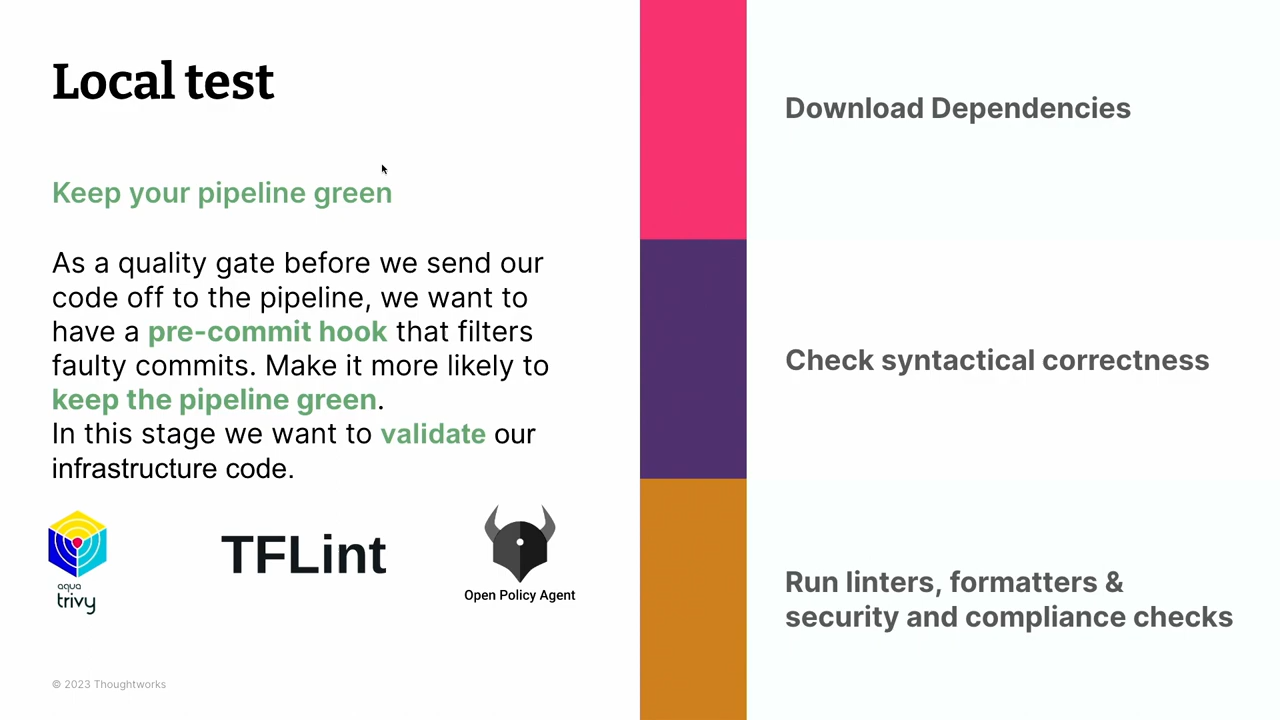 Local test
Keep your pipeline green
As a quality gate before we send our
code off to the pipeline, we want to
have a pre-commit hook that filters
faulty commits. Make it more likely to
keep the pipeline green.
In this stage we want to validate our
infrastructure code.
aqua
trivy
TFLint
Open Policy Agent
© 2023 Thoughtworks
Download Dependencies
Check syntactical correctness
Run linters, formatters &
security and compliance checks